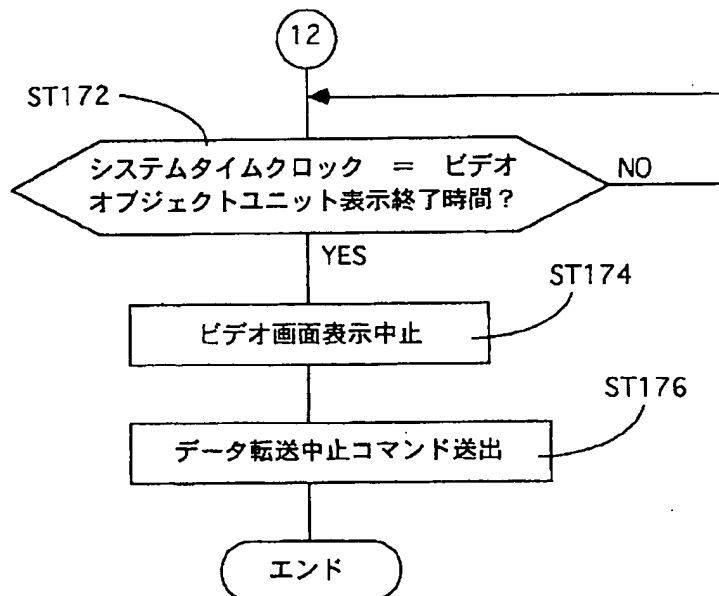 12
ST172
システムタイムクロック = ビデオ
オブジェクトユニット表示終了時間?
NO
YES
ST174
ビデオ画面表示中止
ST176
データ転送中止コマンド送出
エンド